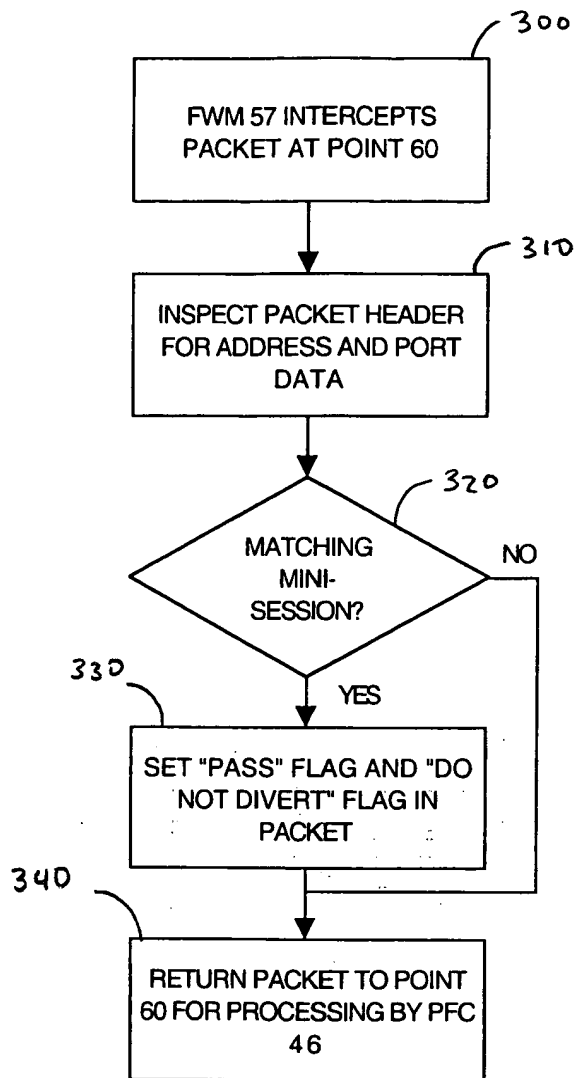 300
FWM 57 INTERCEPTS
PACKET AT POINT 60
310
INSPECT PACKET HEADER
FOR ADDRESS AND PORT
DATA
320
MATCHING
MINI-
SESSION?
NO
330
YES
SET "PASS" FLAG AND "DO
NOT DIVERT" FLAG IN
PACKET
340
RETURN PACKET TO POINT
60 FOR PROCESSING BY PFC
46